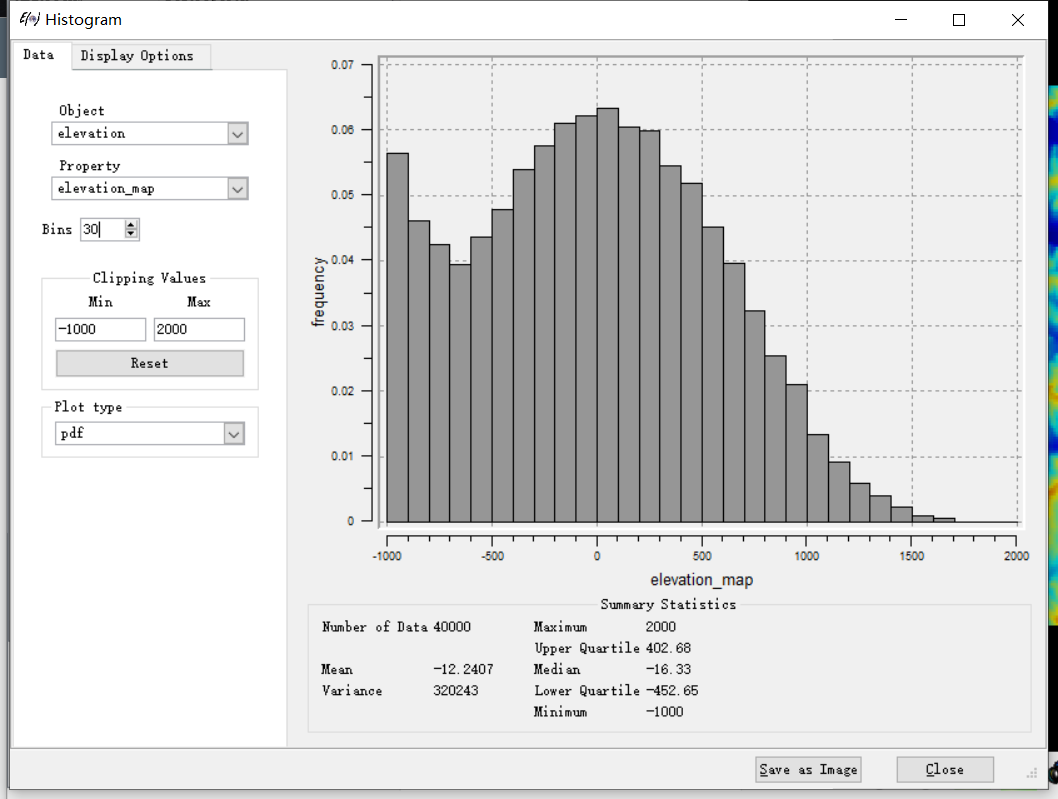 Histogram
Data Display Options
Object
elevation
Property
elevation_map
Bins 30
Clipping Values
Min Max
-1000 2000
Reset
Plot type
pdf
frequency
0.07
0.06
0.05
0.04
0.03
0.02
0.01
0
-1000 -500 0 500 1000 1500 2000
elevation_map
Summary Statistics
Number of Data 40000 Maximum 2000
Upper Quartile 402.68
Mean -12.2407 Median -16.33
Variance 320243 Lower Quartile -452.65
Minimum -1000
Save as Image Close